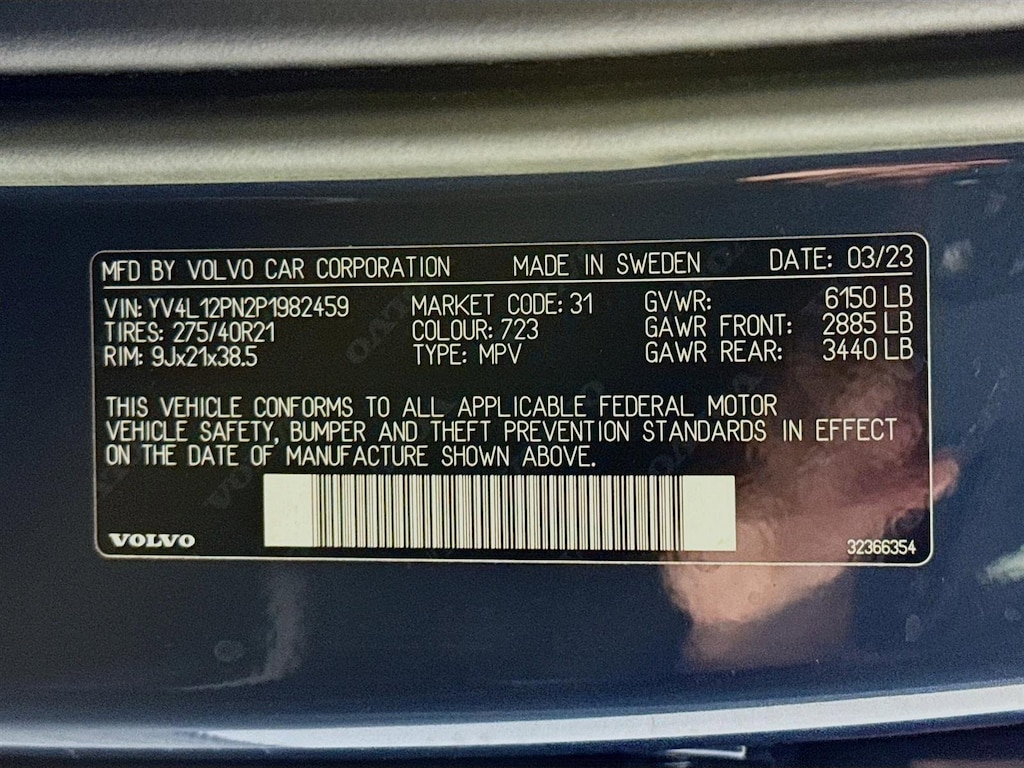 MFD BY VOLVO CAR CORPORATION MADE IN SWEDEN DATE: 03/23
VIN: YV4L12PN2P1982459 MARKET CODE: 31 GVWR: 6150 LB
TIRES: 275/40R21 COLOUR: 723 GAWR FRONT: 2885 LB
RIM: 9Jx21x38.5 TYPE: MPV GAWR REAR: 3440 LB
THIS VEHICLE CONFORMS TO ALL APPLICABLE FEDERAL MOTOR
VEHICLE SAFETY, BUMPER AND THEFT PREVENTION STANDARDS IN EFFECT
ON THE DATE OF MANUFACTURE SHOWN ABOVE.
VOLVO 32366354